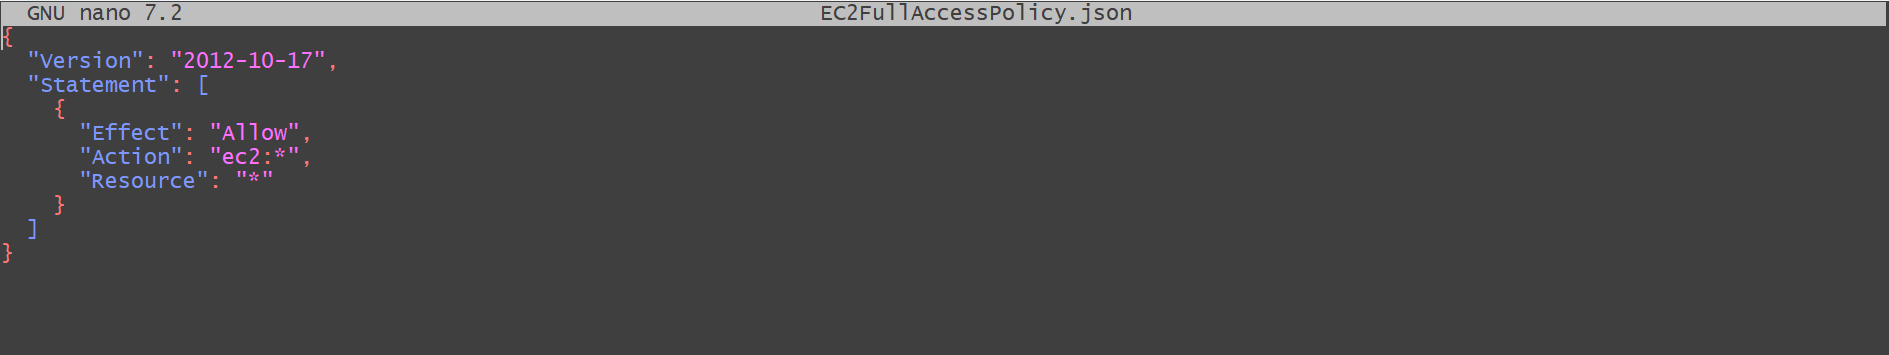 GNU nano 7.2 EC2FullAccessPolicy.json
{
  "Version": "2012-10-17",
  "Statement": [
    {
      "Effect": "Allow",
      "Action": "ec2:*",
      "Resource": "*"
    }
  ]
}